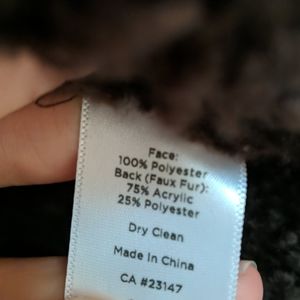 Face:
100% Polyester
Back (Faux Fur):
75% Acrylic
25% Polyester
Dry Clean
Made In China
CA #23147